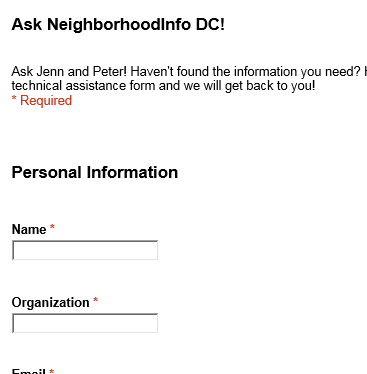 Ask NeighborhoodInfo DC!
Ask Jenn and Peter! Haven't found the information you need?
technical assistance form and we will get back to you!
* Required
Personal Information
Name *
Organization *
Email *